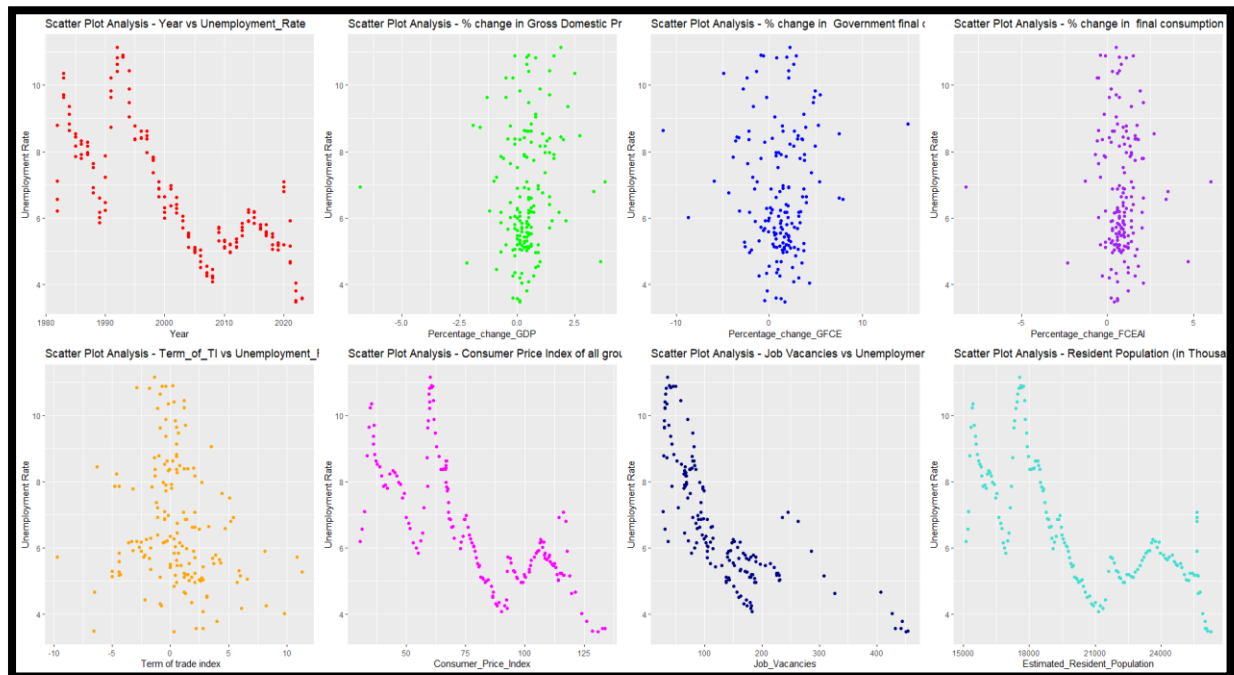 Scatter Plot Analysis - Year vs Unemployment_Rate
Unemployment Rate
10
8
6
4
1980 1990 2000 2010 2020
Year
Scatter Plot Analysis - % change in Gross Domestic Pr
Unemployment Rate
10
8
6
4
-5.0 -2.5 0.0 2.5
Percentage_change_GDP
Scatter Plot Analysis - % change in Government final c
Unemployment Rate
10
8
6
4
-10 0 10
Percentage_change_GFCE
Scatter Plot Analysis - % change in final consumption
Unemployment Rate
10
8
6
4
-5 0 5
Percentage_change_FCEAI
Scatter Plot Analysis - Term_of_TI vs Unemployment_F
Unemployment Rate
10
8
6
4
-10 -5 0 5 10
Term of trade index
Scatter Plot Analysis - Consumer Price Index of all grou
Unemployment Rate
10
8
6
4
50 75 100 125
Consumer_Price_Index
Scatter Plot Analysis - Job Vacancies vs Unemploymer
Unemployment Rate
10
8
6
4
100 200 300 400
Job_Vacancies
Scatter Plot Analysis - Resident Population (in Thousa
Unemployment Rate
10
8
6
4
15000 18000 21000 24000
Estimated_Resident_Population